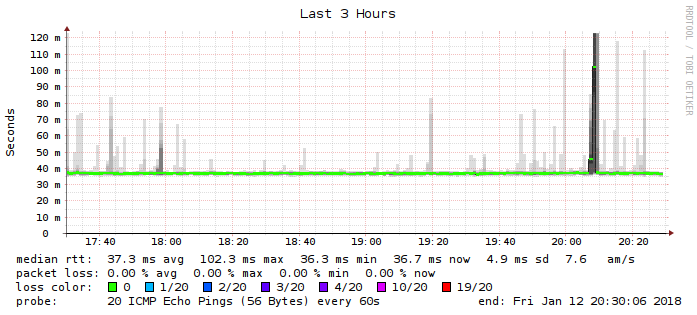 Last 3 Hours
RRDTOOL / TOBI OETIKER
Seconds
120 m
110 m
100 m
90 m
80 m
70 m
60 m
50 m
40 m
30 m
20 m
10 m
0
17:40 18:00 18:20 18:40 19:00 19:20 19:40 20:00 20:20
median rtt: 37.3 ms avg 102.3 ms max 36.3 ms min 36.7 ms now 4.9 ms sd 7.6 am/s
packet loss: 0.00 % avg 0.00 % max 0.00 % min 0.00 % now
loss color: 0 1/20 2/20 3/20 4/20 10/20 19/20
probe: 20 ICMP Echo Pings (56 Bytes) every 60s end: Fri Jan 12 20:30:06 2018